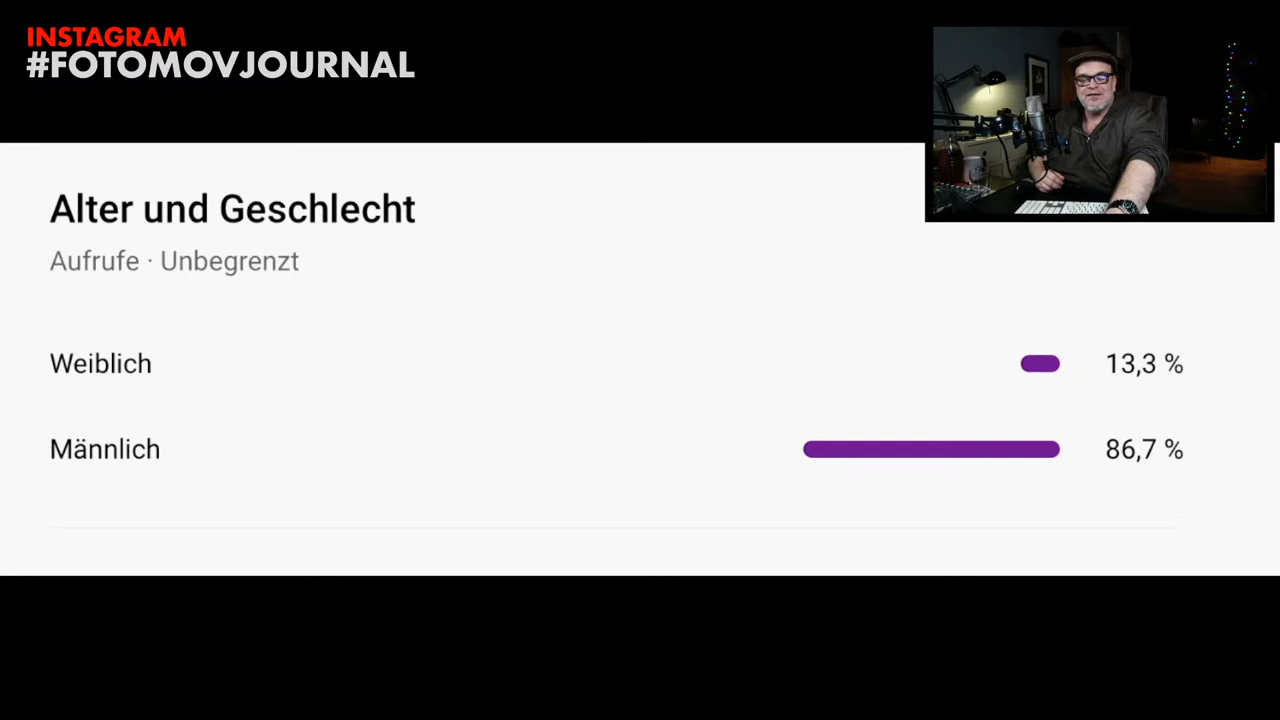 INSTAGRAM
#FOTOMOVJOURNAL
Alter und Geschlecht
Aufrufe · Unbegrenzt
Weiblich 13,3 %
Männlich 86,7 %